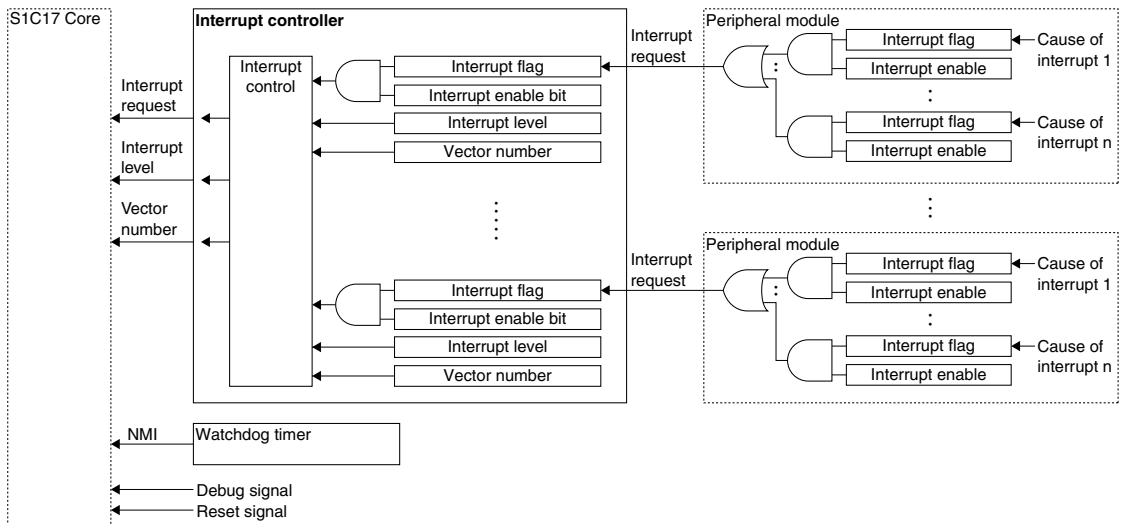 S1C17 Core
Interrupt
request
Interrupt
level
Vector
number
Interrupt controller
Interrupt
control
Interrupt flag
Interrupt enable bit
Interrupt level
Vector number
Interrupt flag
Interrupt enable bit
Interrupt level
Vector number
Interrupt
request
Interrupt
request
Peripheral module
Interrupt flag
Interrupt enable
Cause of
interrupt 1
Interrupt flag
Interrupt enable
Cause of
interrupt n
Peripheral module
Interrupt flag
Interrupt enable
Cause of
interrupt 1
Interrupt flag
Interrupt enable
Cause of
interrupt n
NMI
Watchdog timer
Debug signal
Reset signal